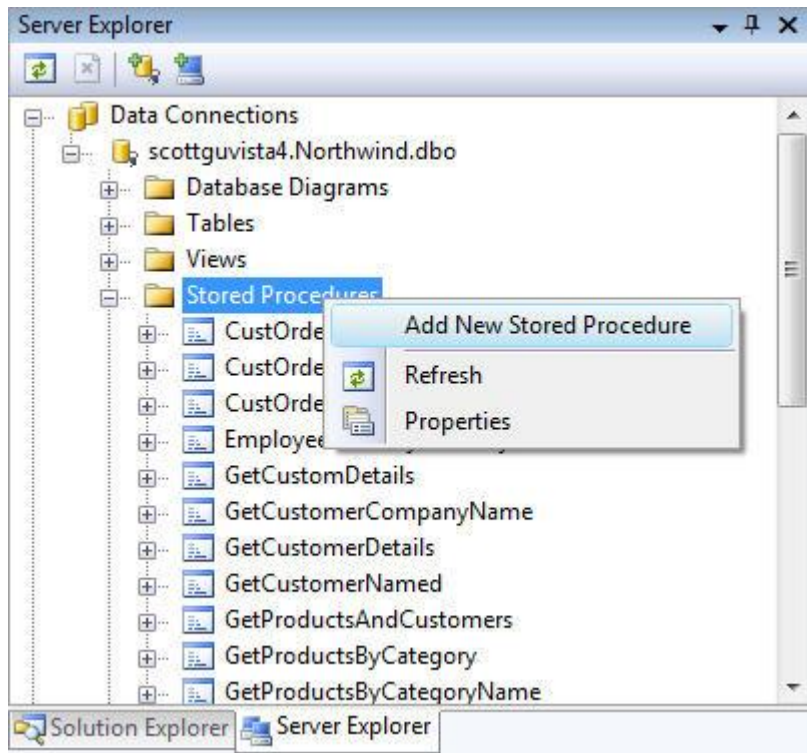 Server Explorer
Data Connections
scottguvista4.Northwind.dbo
Database Diagrams
Tables
Views
Stored Procedures
Add New Stored Procedure
Refresh
Properties
CustOrde
CustOrde
CustOrde
Employee
GetCustomDetails
GetCustomerCompanyName
GetCustomerDetails
GetCustomerNamed
GetProductsAndCustomers
GetProductsByCategory
GetProductsByCategoryName
Solution Explorer
Server Explorer